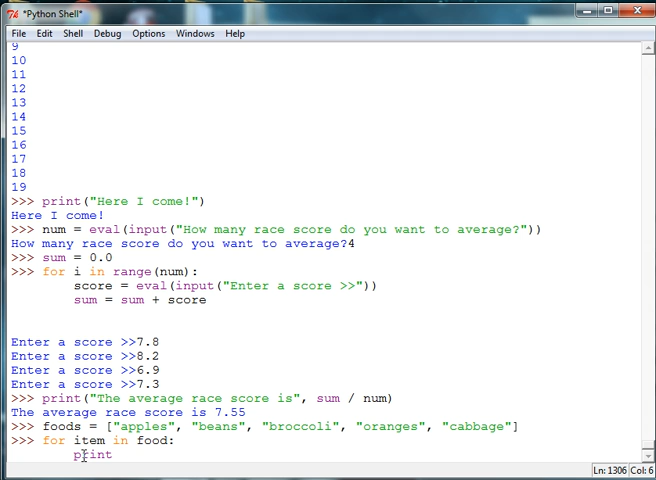 *Python Shell*
File Edit Shell Debug Options Windows Help
9
10
11
12
13
14
15
16
17
18
19
>>> print("Here I come!")
Here I come!
>>> num = eval(input("How many race score do you want to average?"))
How many race score do you want to average?4
>>> sum = 0.0
>>> for i in range(num):
score = eval(input("Enter a score >>"))
sum = sum + score
Enter a score >>7.8
Enter a score >>8.2
Enter a score >>6.9
Enter a score >>7.3
>>> print("The average race score is", sum / num)
The average race score is 7.55
>>> foods = ["apples", "beans", "broccoli", "oranges", "cabbage"]
>>> for item in food:
print
Ln: 1306 Col: 6